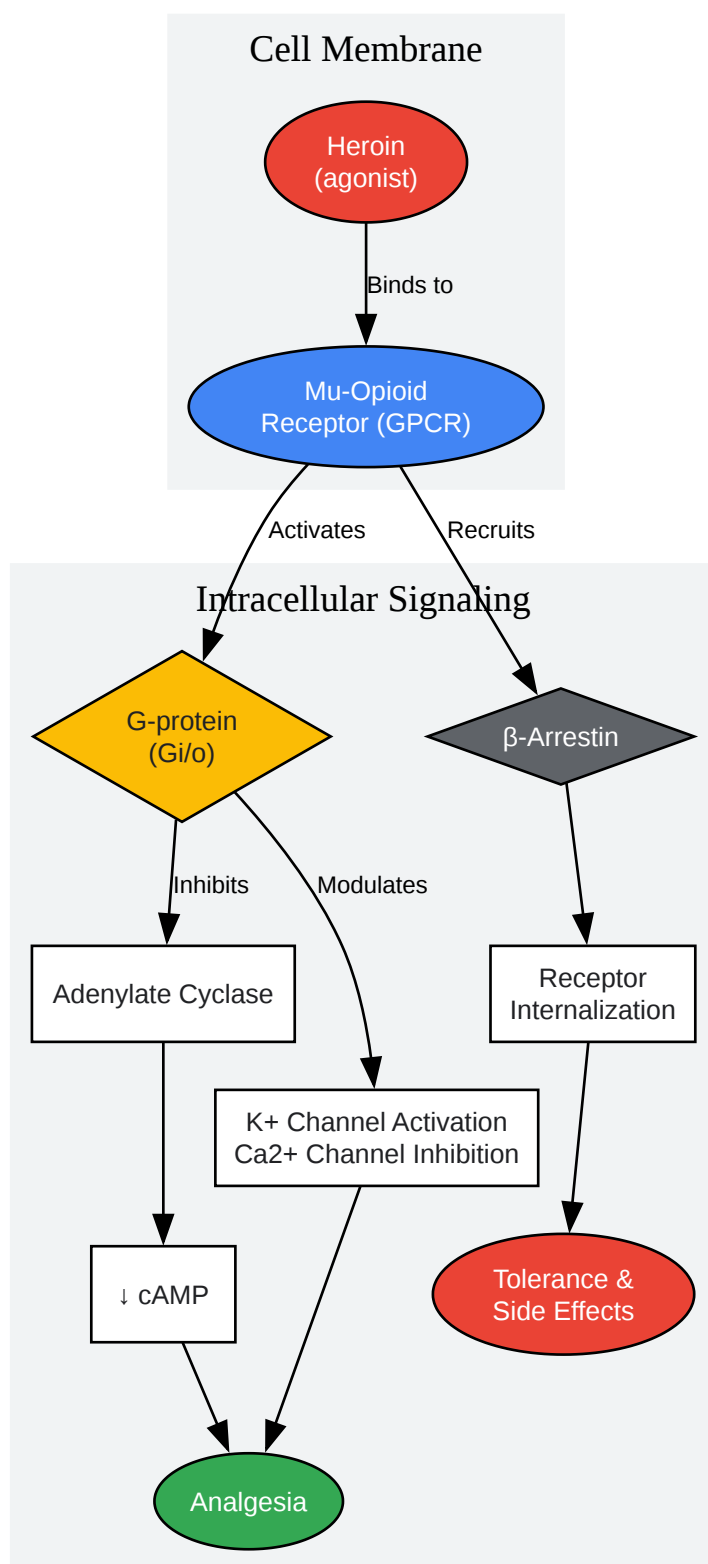 Cell Membrane
Heroin
(agonist)
Binds to
Mu-Opioid
Receptor (GPCR)
Activates
Recruits
Intracellular Signaling
G-protein
(Gi/o)
β-Arrestin
Inhibits
Modulates
Adenylate Cyclase
Receptor
Internalization
K+ Channel Activation
Ca2+ Channel Inhibition
↓ cAMP
Tolerance &
Side Effects
Analgesia